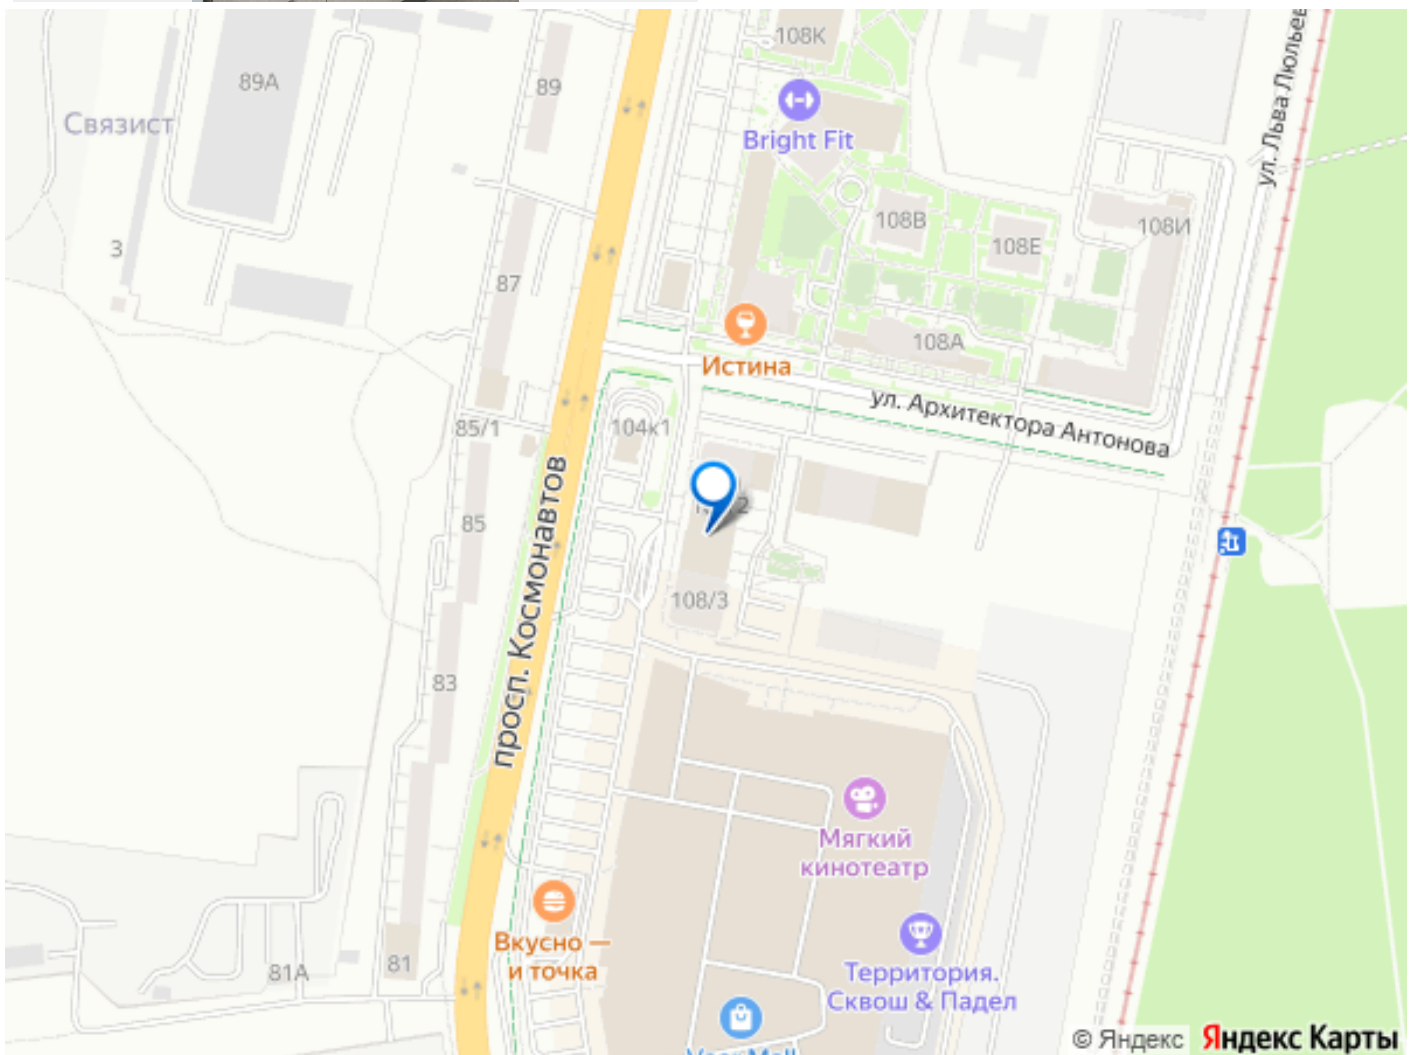 108К
89А
89
Связист
Bright Fit
ул. Льва Люльев
108В
108И
108Е
3
87
108А
Истина
ул. Архитектора Антонова
85/1
104к1
85
просп. Космонавтов
108/3
83
Мягкий
кинотеатр
Вкусно —
и точка
81
81А
Территория.
Сквош & Падел
© Яндекс Яндекс Карты